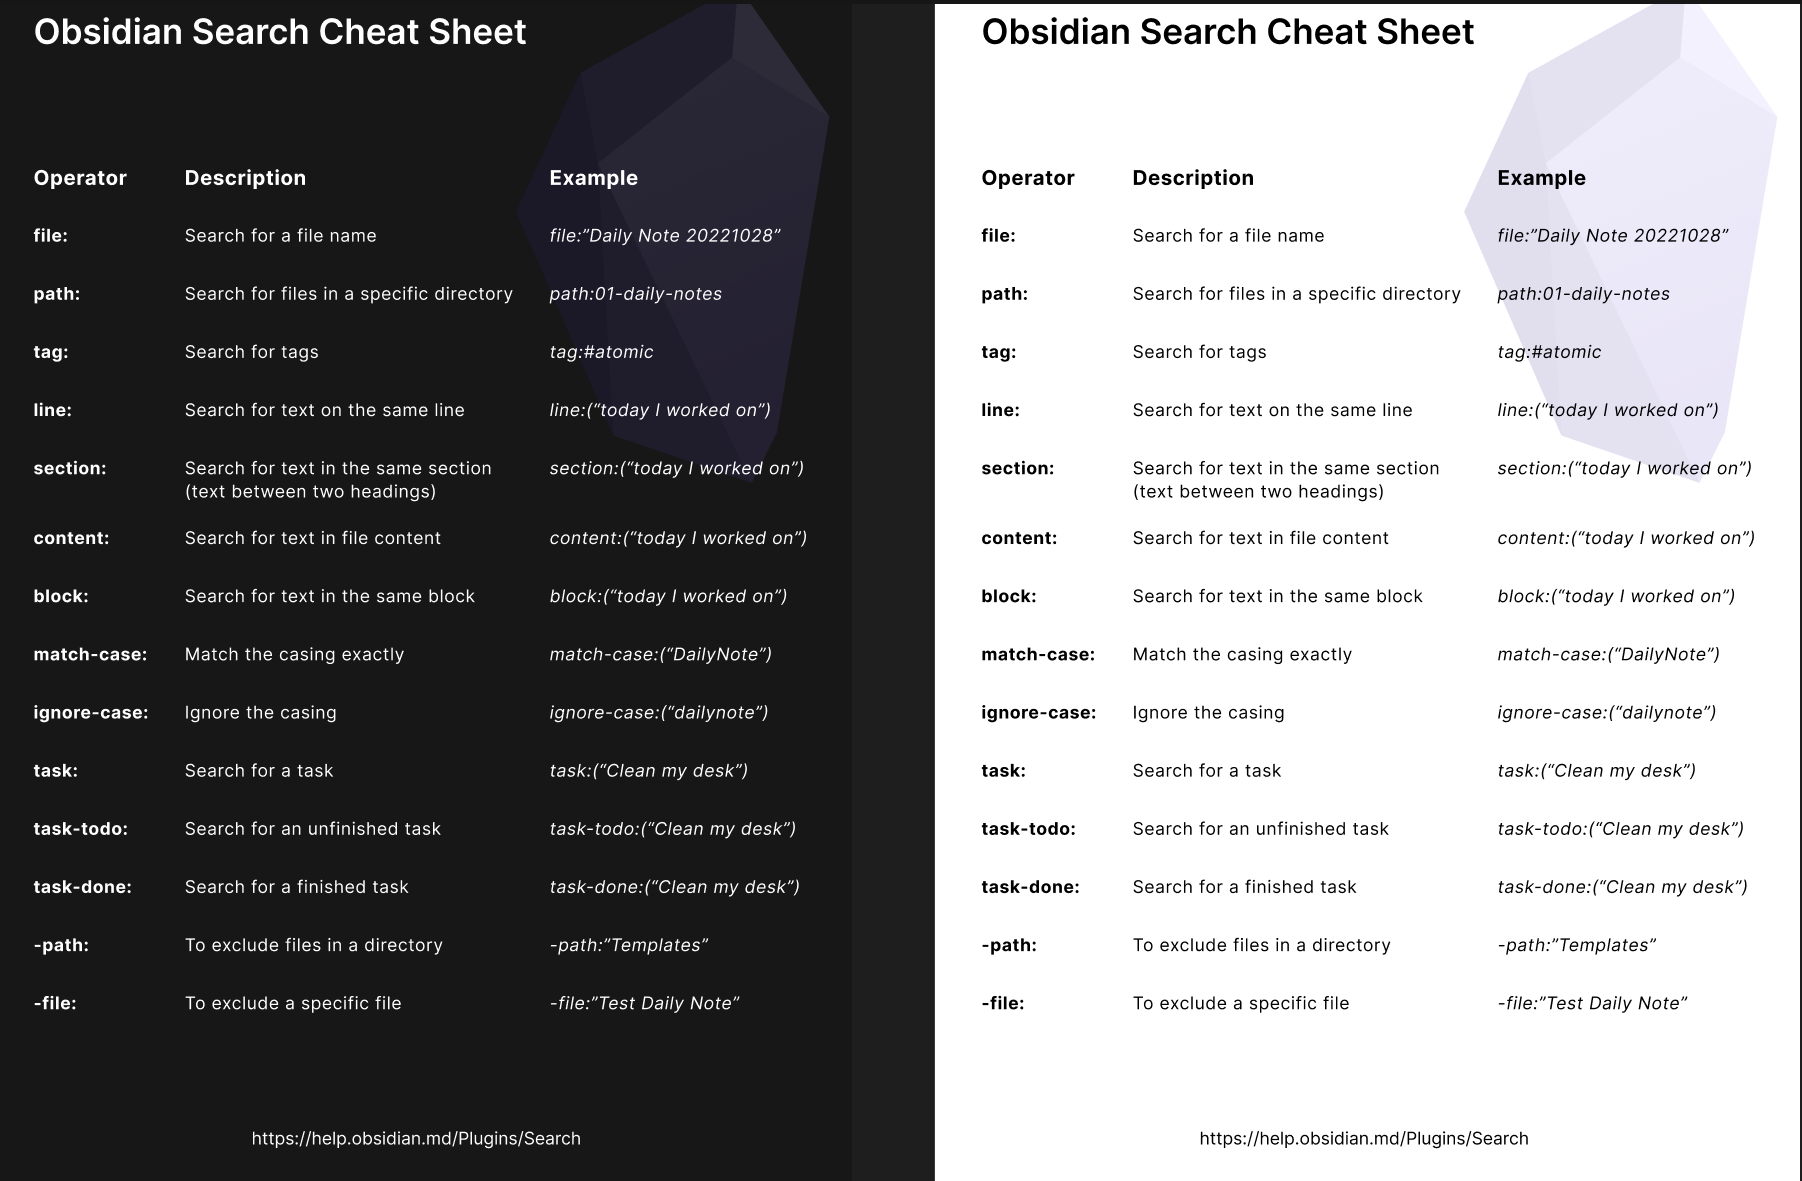 Obsidian Search Cheat Sheet
Operator Description Example
file: Search for a file name file:”Daily Note 20221028”
path: Search for files in a specific directory path:01-daily-notes
tag: Search for tags tag:#atomic
line: Search for text on the same line line:(“today I worked on”)
section: Search for text in the same section section:(“today I worked on”)
(text between two headings)
content: Search for text in file content content:(“today I worked on”)
block: Search for text in the same block block:(“today I worked on”)
match-case: Match the casing exactly match-case:(“DailyNote”)
ignore-case: Ignore the casing ignore-case:(“dailynote”)
task: Search for a task task:(“Clean my desk”)
task-todo: Search for an unfinished task task-todo:(“Clean my desk”)
task-done: Search for a finished task task-done:(“Clean my desk”)
-path: To exclude files in a directory -path:”Templates”
-file: To exclude a specific file -file:”Test Daily Note”
https://help.obsidian.md/Plugins/Search
Obsidian Search Cheat Sheet
Operator Description Example
file: Search for a file name file:”Daily Note 20221028”
path: Search for files in a specific directory path:01-daily-notes
tag: Search for tags tag:#atomic
line: Search for text on the same line line:(“today I worked on”)
section: Search for text in the same section section:(“today I worked on”)
(text between two headings)
content: Search for text in file content content:(“today I worked on”)
block: Search for text in the same block block:(“today I worked on”)
match-case: Match the casing exactly match-case:(“DailyNote”)
ignore-case: Ignore the casing ignore-case:(“dailynote”)
task: Search for a task task:(“Clean my desk”)
task-todo: Search for an unfinished task task-todo:(“Clean my desk”)
task-done: Search for a finished task task-done:(“Clean my desk”)
-path: To exclude files in a directory -path:”Templates”
-file: To exclude a specific file -file:”Test Daily Note”
https://help.obsidian.md/Plugins/Search